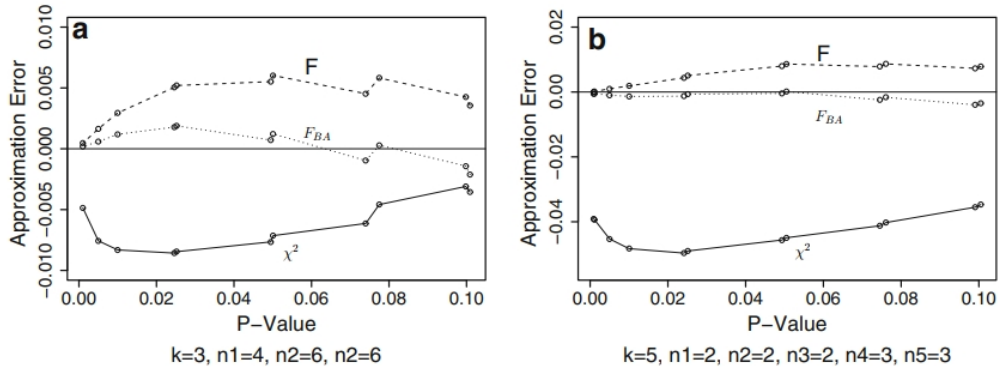 a
Approximation Error
0.010
0.005
0.000
−0.005
−0.010
F
F_BA
χ²
0.00 0.02 0.04 0.06 0.08 0.10
P−Value
k=3, n1=4, n2=6, n2=6
b
Approximation Error
0.02
0.00
−0.02
−0.04
F
F_BA
χ²
0.00 0.02 0.04 0.06 0.08 0.10
P−Value
k=5, n1=2, n2=2, n3=2, n4=3, n5=3